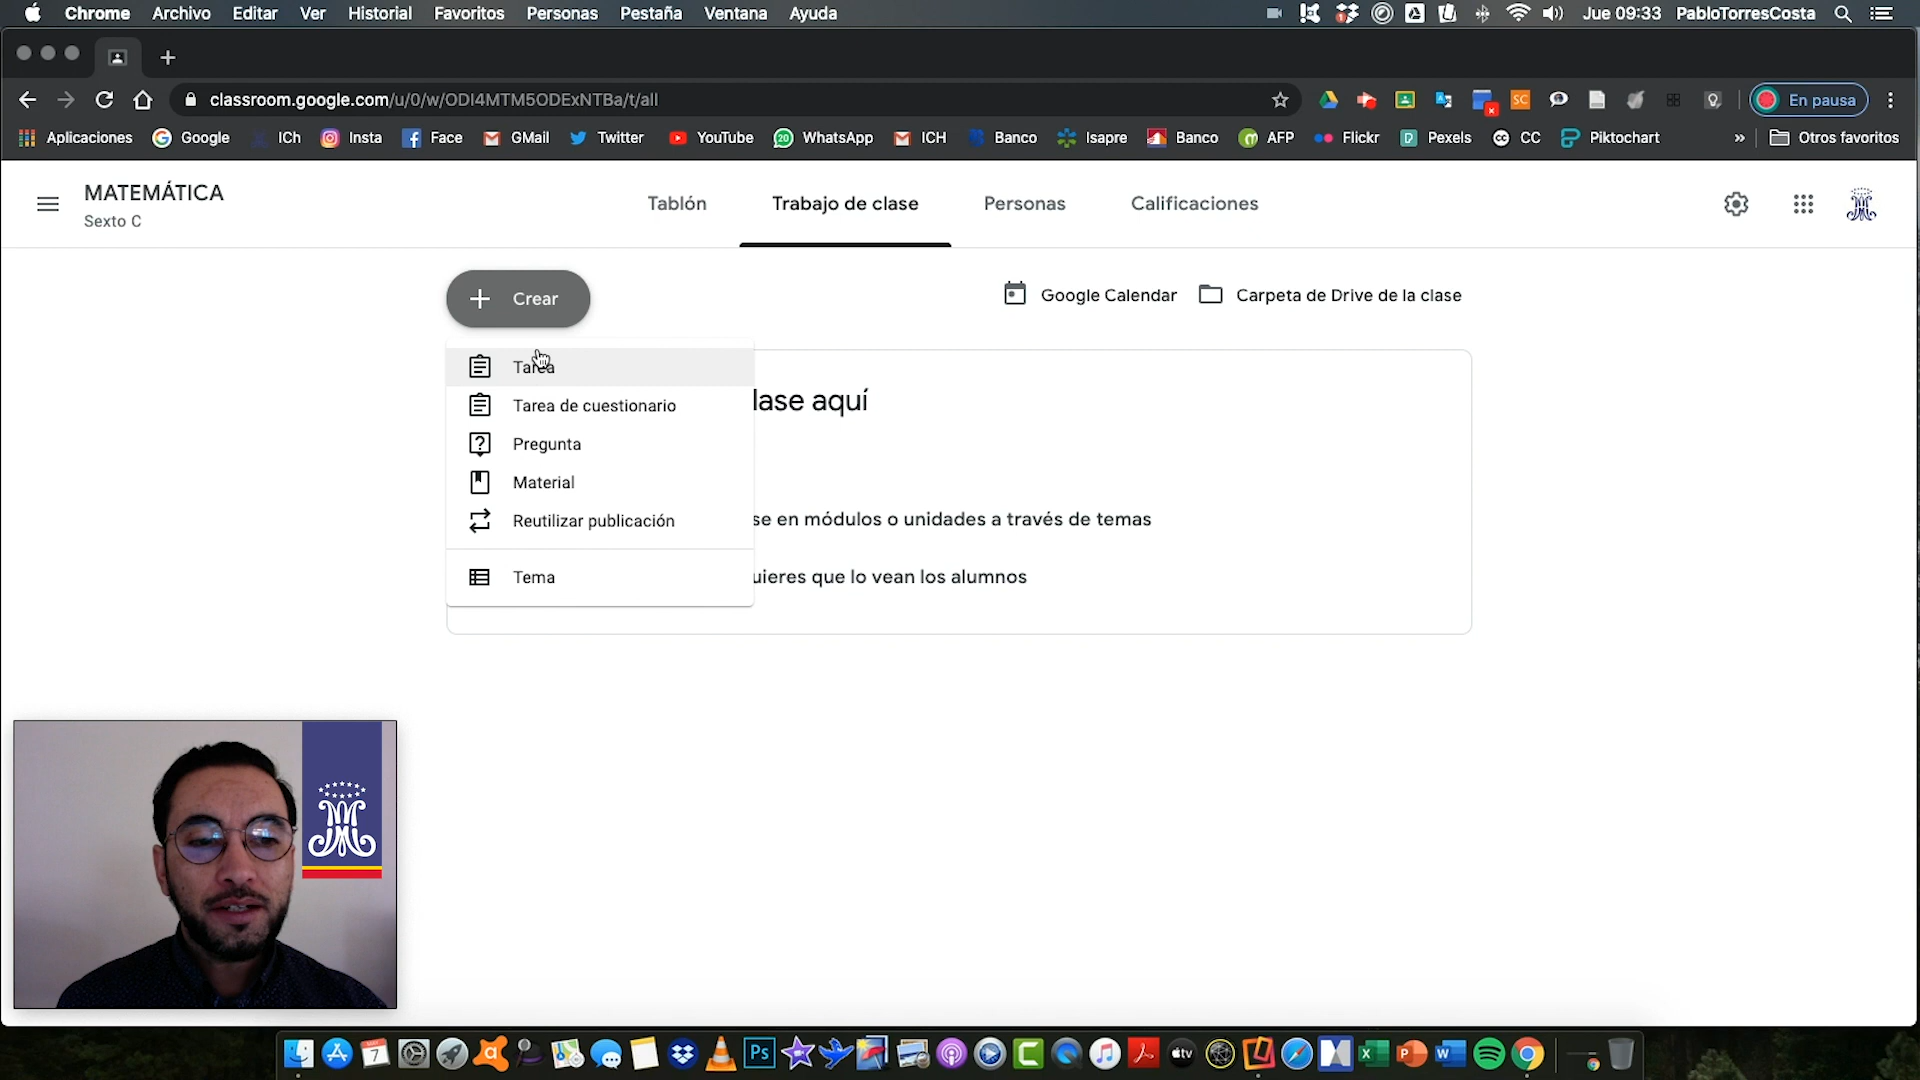 Chrome Archivo Editar Ver Historial Favoritos Personas Pestaña Ventana Ayuda Jue 09:33 PabloTorresCosta
classroom.google.com/u/0/w/ODI4MTM5ODExNTBa/t/all En pausa
Aplicaciones Google ICh Insta Face GMail Twitter YouTube WhatsApp ICH Banco Isapre Banco AFP Flickr Pexels CC Piktochart » Otros favoritos
MATEMÁTICA
Sexto C
Tablón Trabajo de clase Personas Calificaciones
Crear
Google Calendar Carpeta de Drive de la clase
Tarea
lase aquí
Tarea de cuestionario
Pregunta
Material
Reutilizar publicación
se en módulos o unidades a través de temas
Tema
uieres que lo vean los alumnos